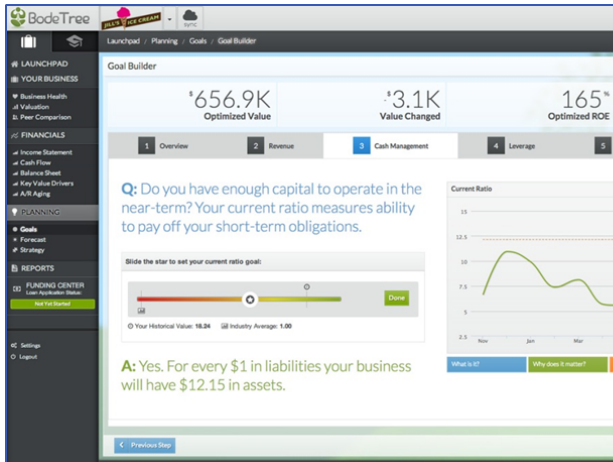 BodeTree
JILL'S ICE CREAM
sync
Launchpad / Planning / Goals / Goal Builder
LAUNCHPAD
YOUR BUSINESS
Business Health
Valuation
Peer Comparison
FINANCIALS
Income Statement
Cash Flow
Balance Sheet
Key Value Drivers
A/R Aging
PLANNING
Goals
Forecast
Strategy
REPORTS
FUNDING CENTER
Loan Application Status:
Not Yet Started
Settings
Logout
Goal Builder
$656.9K
Optimized Value
$3.1K
Value Changed
165%
Optimized ROE
1 Overview
2 Revenue
3 Cash Management
4 Leverage
5
Q: Do you have enough capital to operate in the
near-term? Your current ratio measures ability
to pay off your short-term obligations.
Slide the star to set your current ratio goal:
Done
Your Historical Value: 18.24 Industry Average: 1.00
A: Yes. For every $1 in liabilities your business
will have $12.15 in assets.
Current Ratio
15
12.5
10
7.5
5
2.5
Nov Jan Mar
What is it?
Why does it matter?
Previous Step